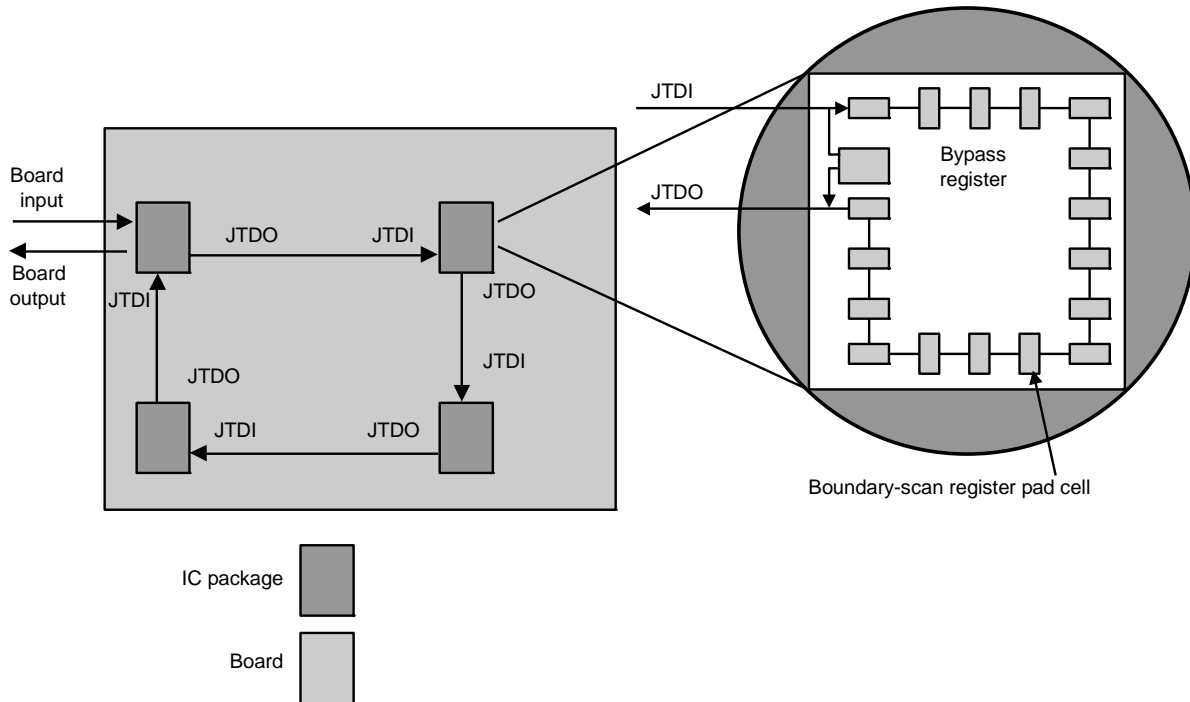 JTDI
Bypass
register
JTDO
Board
input
JTDO
JTDI
Board
output
JTDI
JTDO
JTDI
JTDO
JTDI
JTDO
Boundary-scan register pad cell
IC package
Board